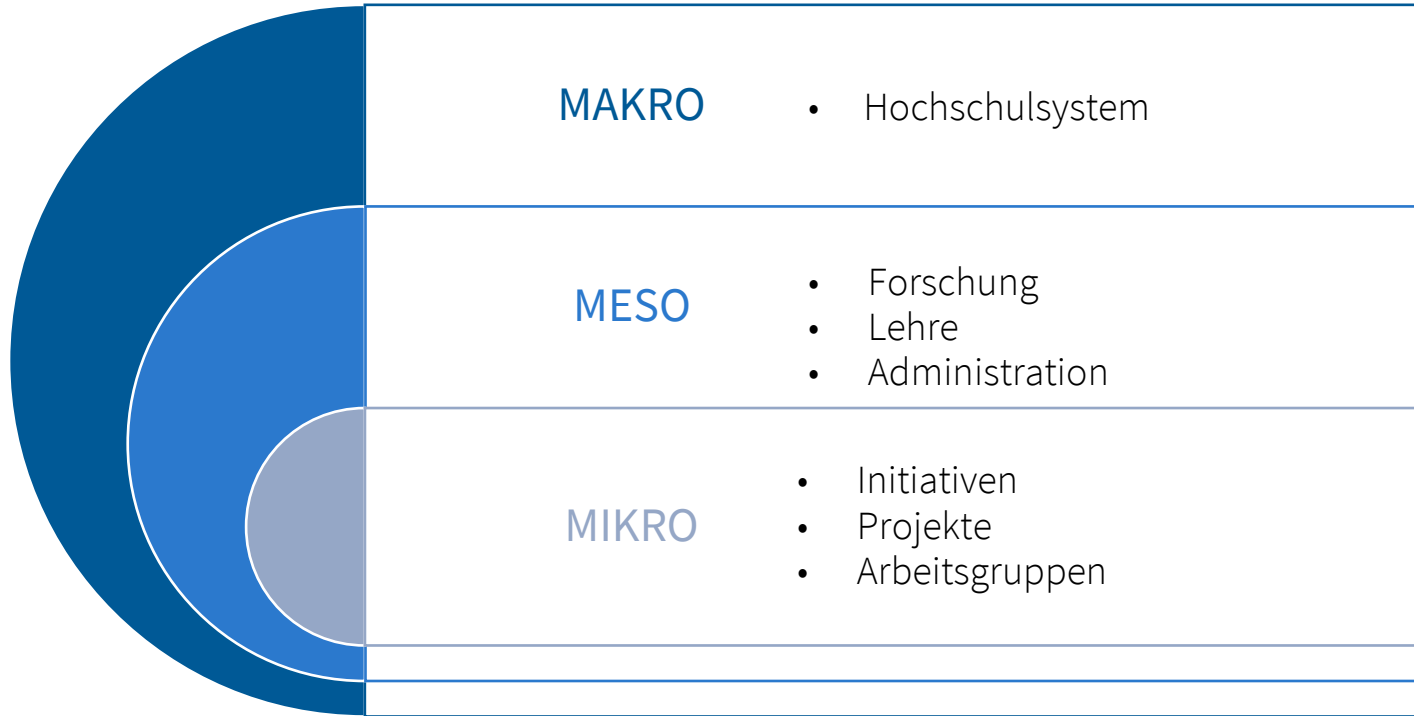 MAKRO
• Hochschulsystem
MESO
• Forschung
• Lehre
• Administration
MIKRO
• Initiativen
• Projekte
• Arbeitsgruppen